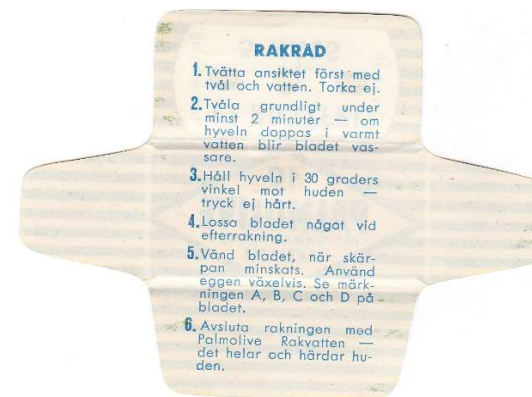 RAKRÅD
1. Tvätta ansiktet först med
tvål och vatten. Torka ej.
2. Tvåla grundligt under
minst 2 minuter — om
hyveln doppas i varmt
vatten blir bladet vas-
sare.
3. Håll hyveln i 30 graders
vinkel mot huden —
tryck ej hårt.
4. Lossa bladet något vid
efterrakning.
5. Vänd bladet, när skär-
pan minskats. Använd
eggen växelvis. Se märk-
ningen A, B, C och D på
bladet.
6. Avsluta rakningen med
Palmolive Rakvatten —
det helar och härdar hu-
den.